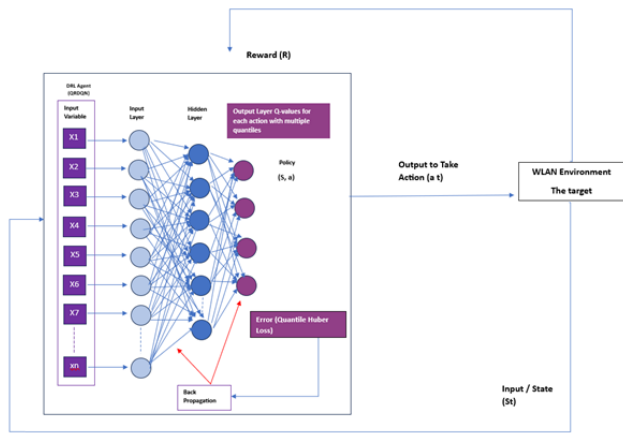 Reward (R)
DRL Agent
(QRDQN)
Input
Variable
Input
Layer
Hidden
Layer
Output Layer Q-values for
each action with multiple
quantiles
X1
X2
X3
X4
X5
X6
X7
xn
Policy
(S, a)
Output to Take
Action (a t)
WLAN Environment
The target
Error (Quantile Huber
Loss)
Back
Propagation
Input / State
(St)